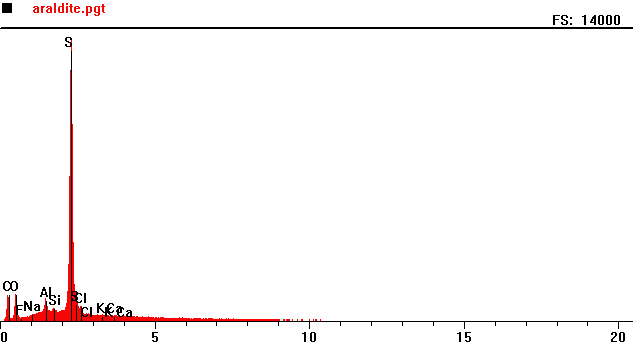 araldite.pgt
FS: 14000
S
C O F Na Al Si S Cl Cl K K Ca Ca
0 5 10 15 20